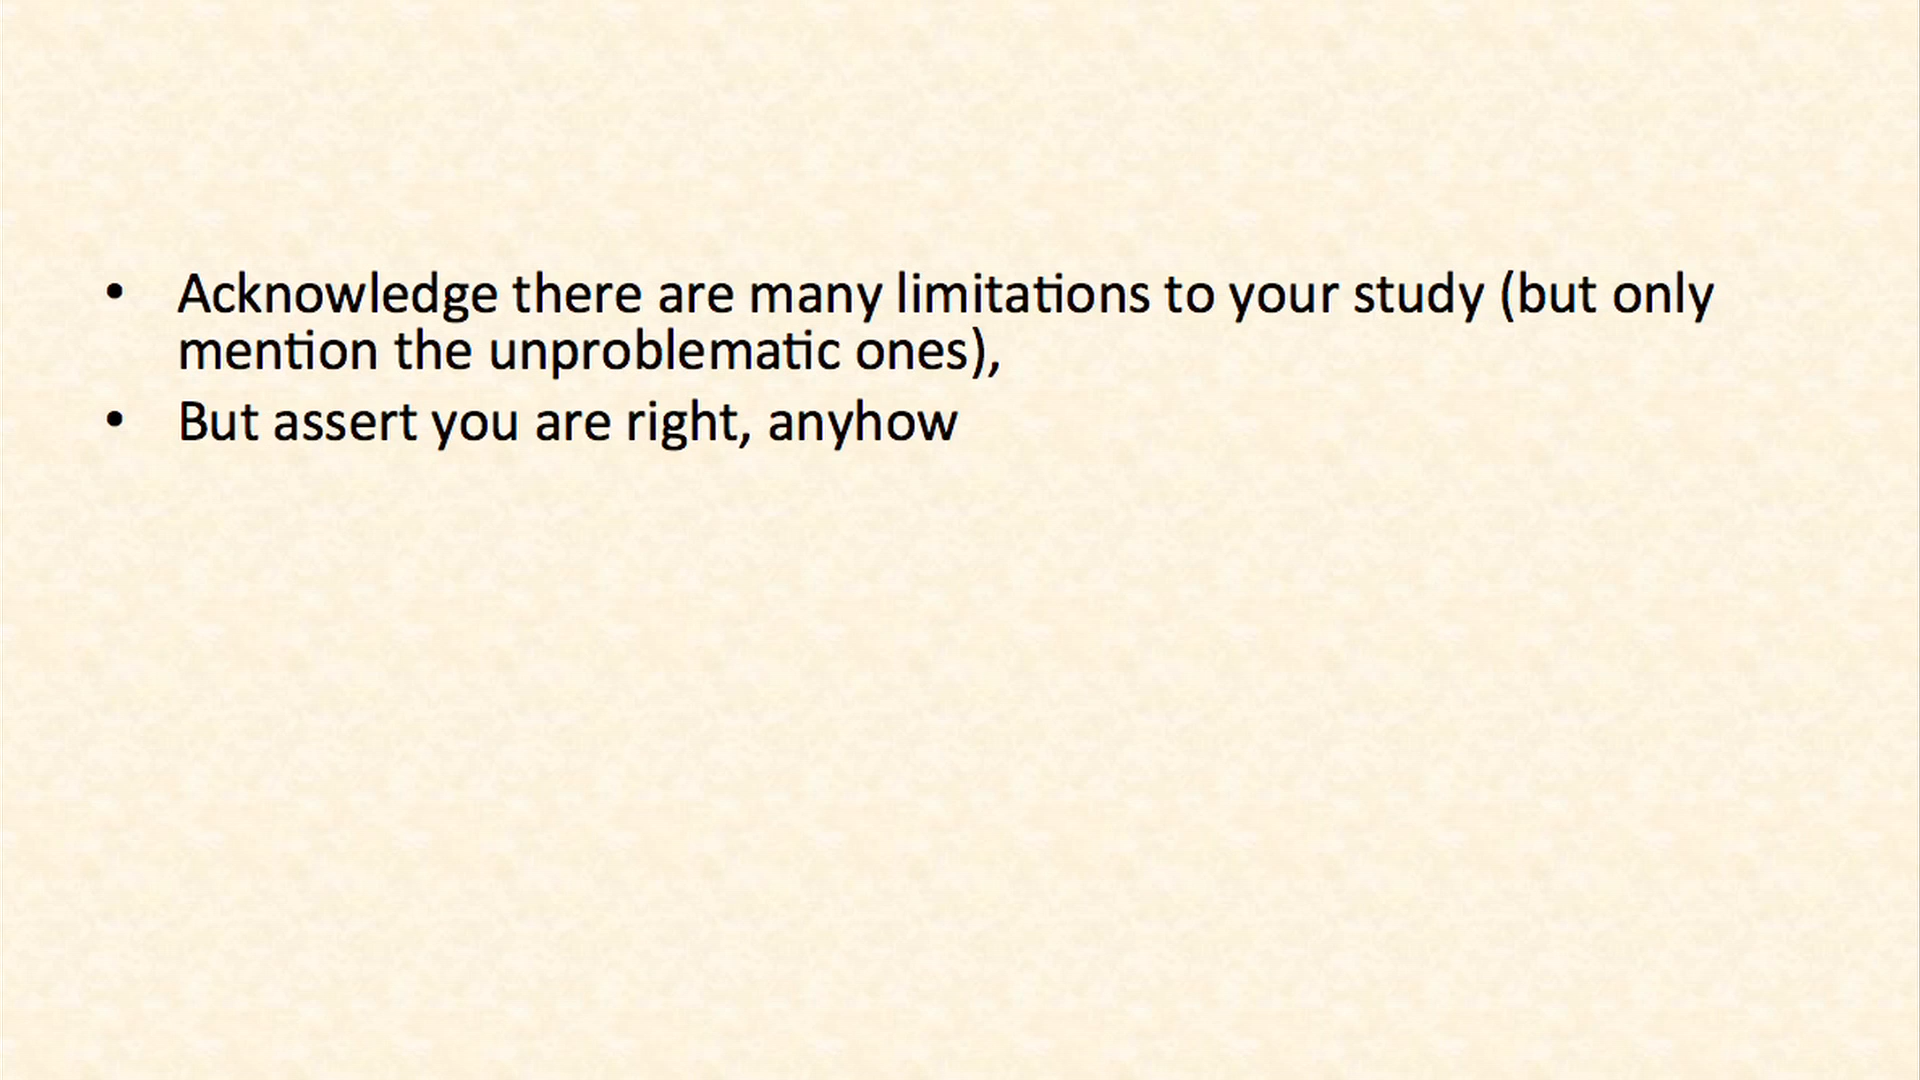 • Acknowledge there are many limitations to your study (but only
mention the unproblematic ones),
• But assert you are right, anyhow